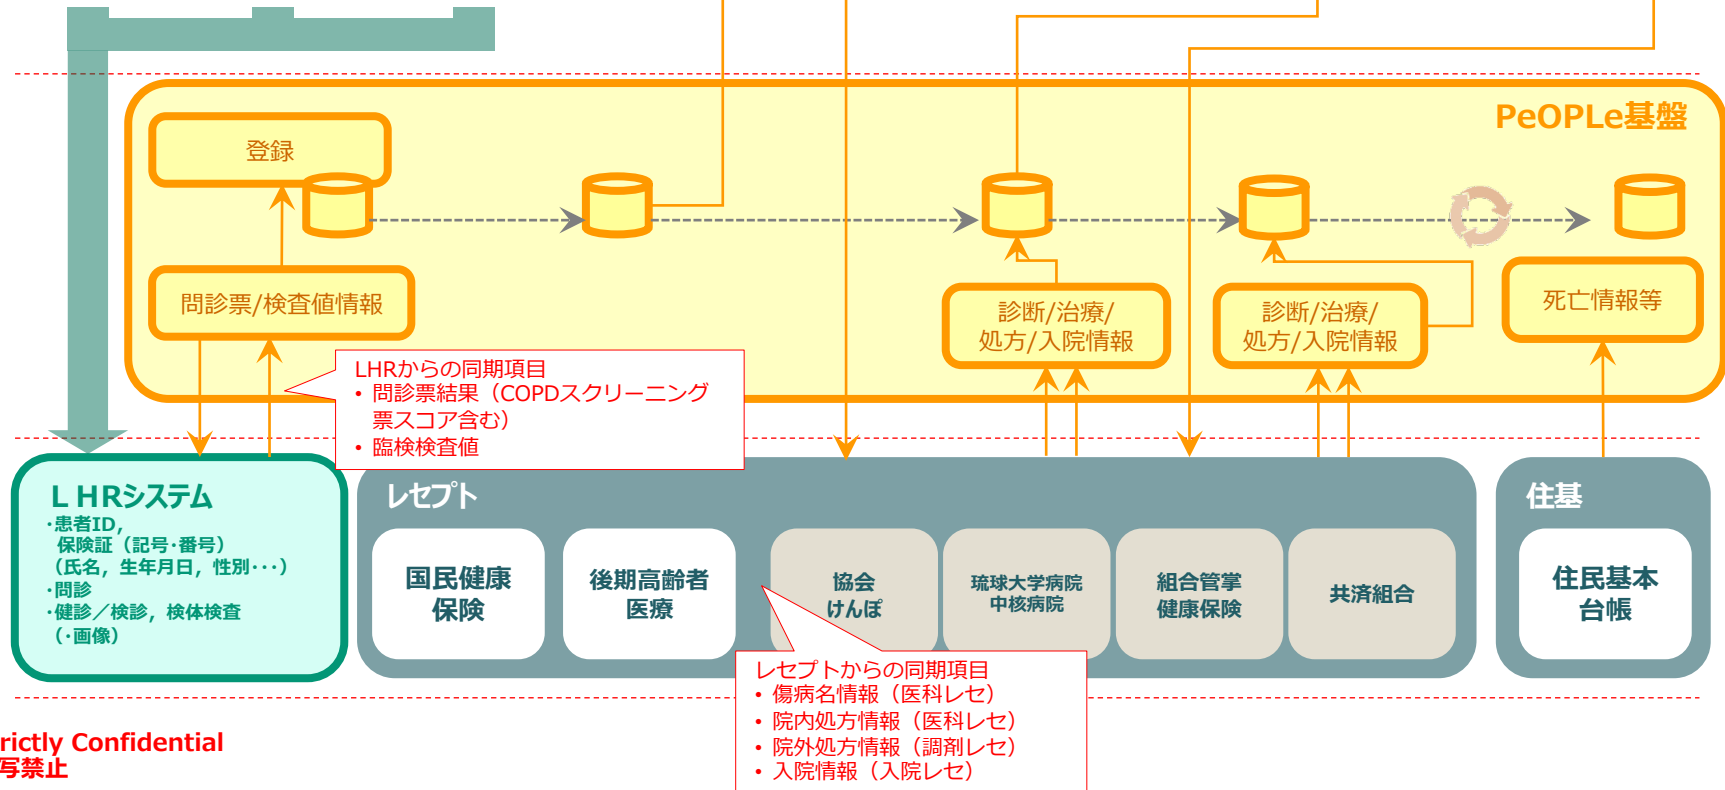 PeOPLe基盤
登録
問診票/検査値情報
診断/治療/
処方/入院情報
診断/治療/
処方/入院情報
死亡情報等
LHRからの同期項目
• 問診票結果（COPDスクリーニング
票スコア含む）
• 臨検検査値
ＬHRシステム
・患者ID，
保険証（記号・番号）
（氏名，生年月日，性別・・・）
・問診
・健診／検診，検体検査
（・画像）
レセプト
国民健康
保険
後期高齢者
医療
協会
けんぽ
琉球大学病院
中核病院
組合管掌
健康保険
共済組合
住基
住民基本
台帳
レセプトからの同期項目
• 傷病名情報（医科レセ）
• 院内処方情報（医科レセ）
• 院外処方情報（調剤レセ）
• 入院情報（入院レセ）
rictly Confidential
写禁止